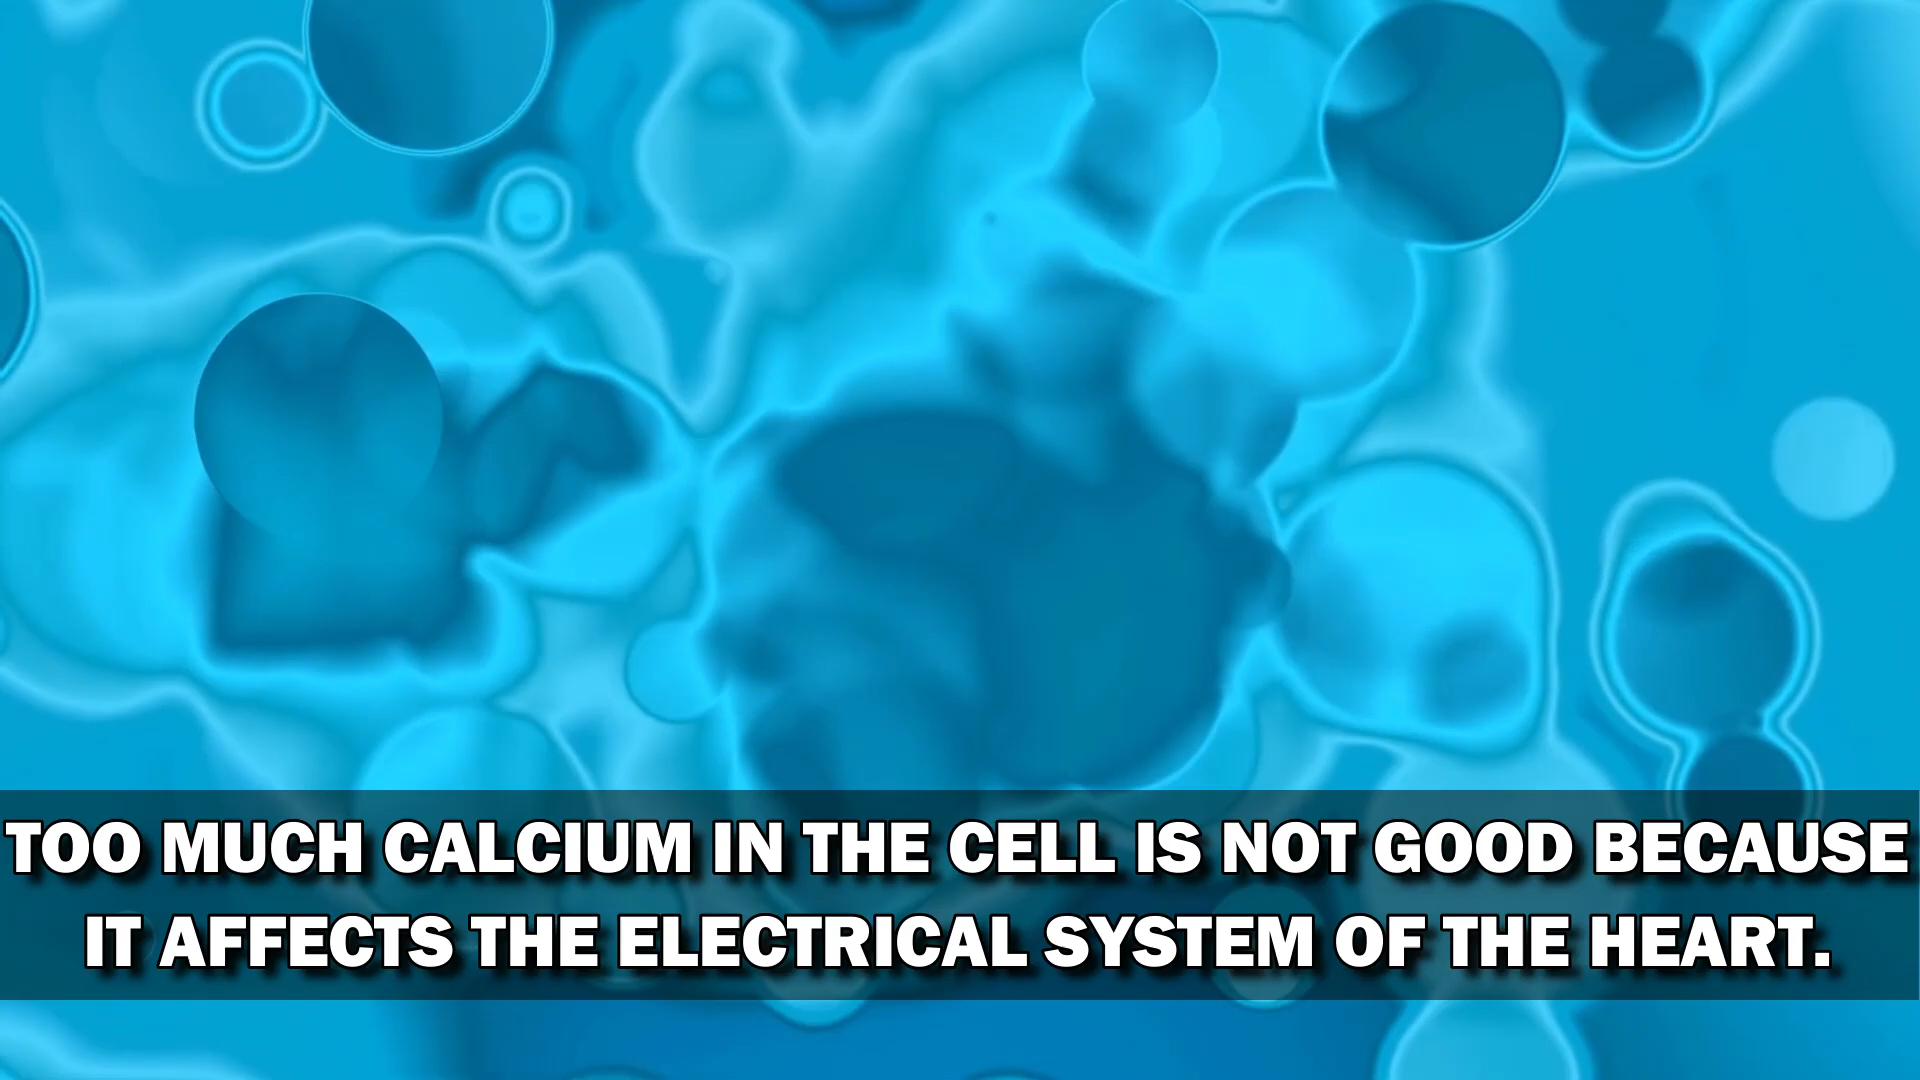 TOO MUCH CALCIUM IN THE CELL IS NOT GOOD BECAUSE
IT AFFECTS THE ELECTRICAL SYSTEM OF THE HEART.